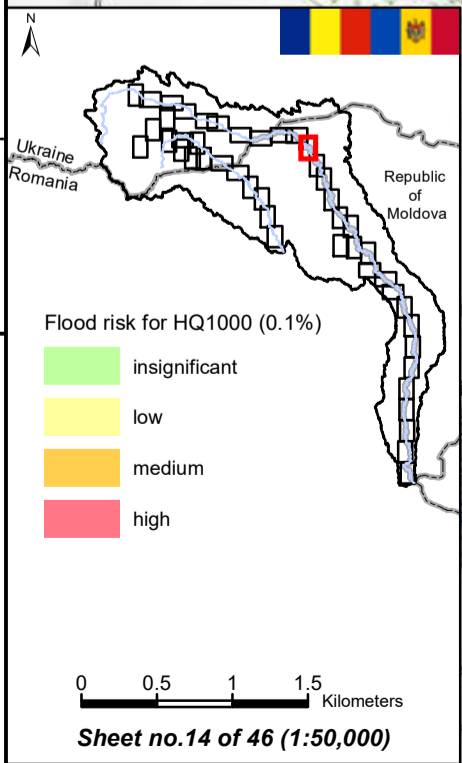 N
Ukraine
Romania
Republic
of
Moldova
Flood risk for HQ1000 (0.1%)
insignificant
low
medium
high
0 0.5 1 1.5
Kilometers
Sheet no.14 of 46 (1:50,000)